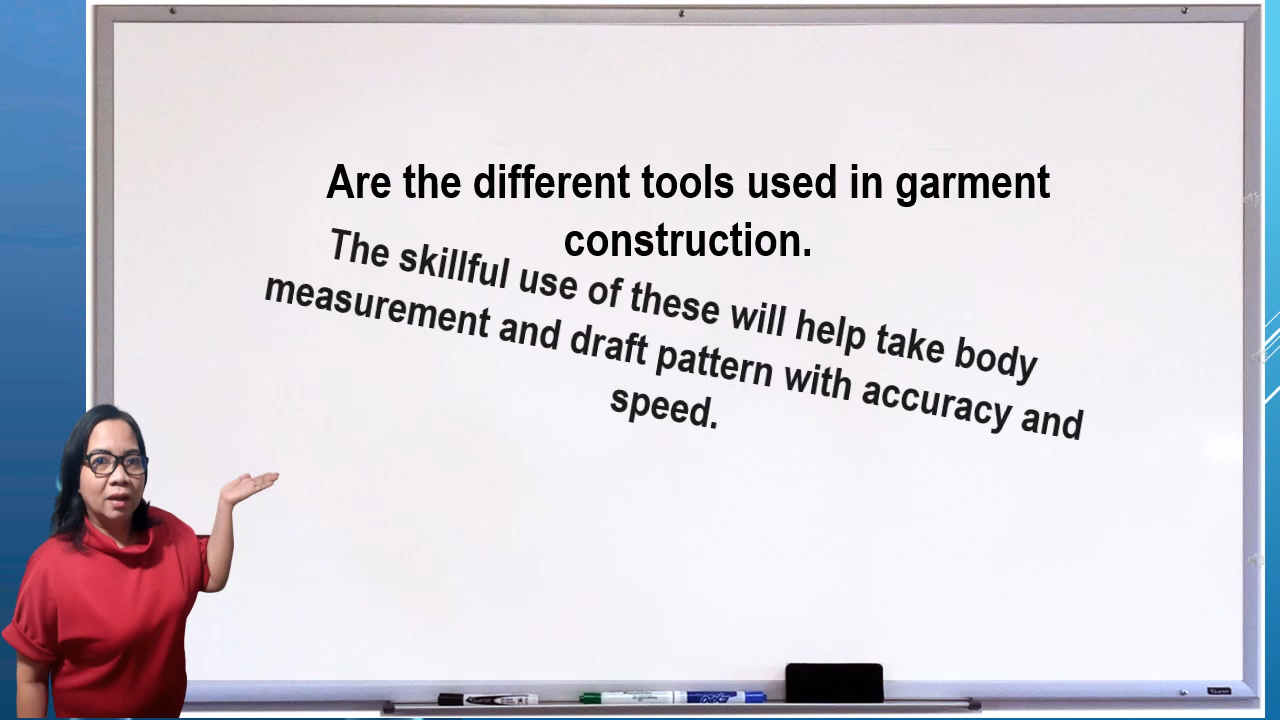 Are the different tools used in garment
construction.
The skillful use of these will help take body
measurement and draft pattern with accuracy and
speed.